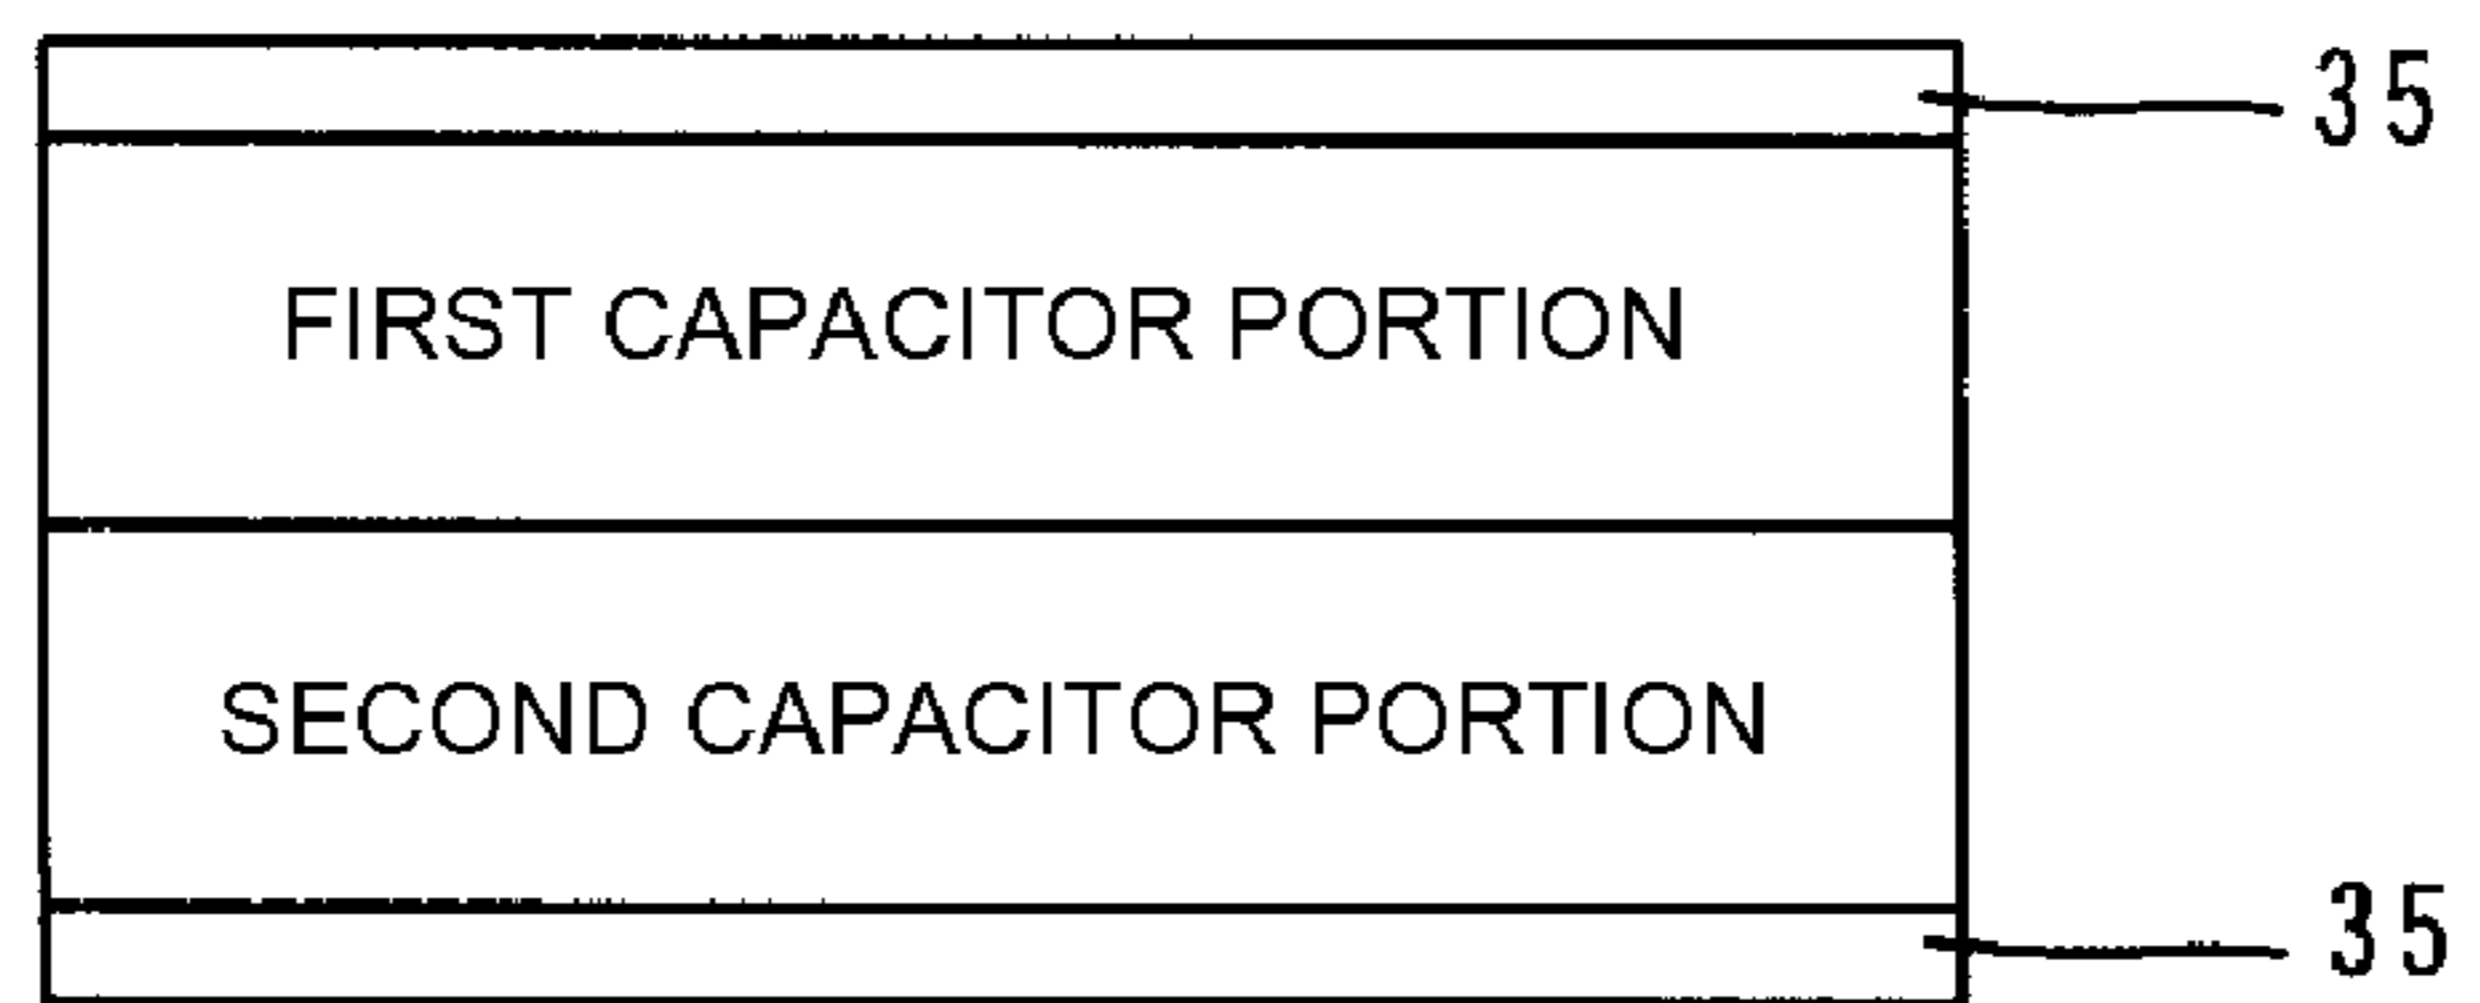 35
FIRST CAPACITOR PORTION
SECOND CAPACITOR PORTION
35